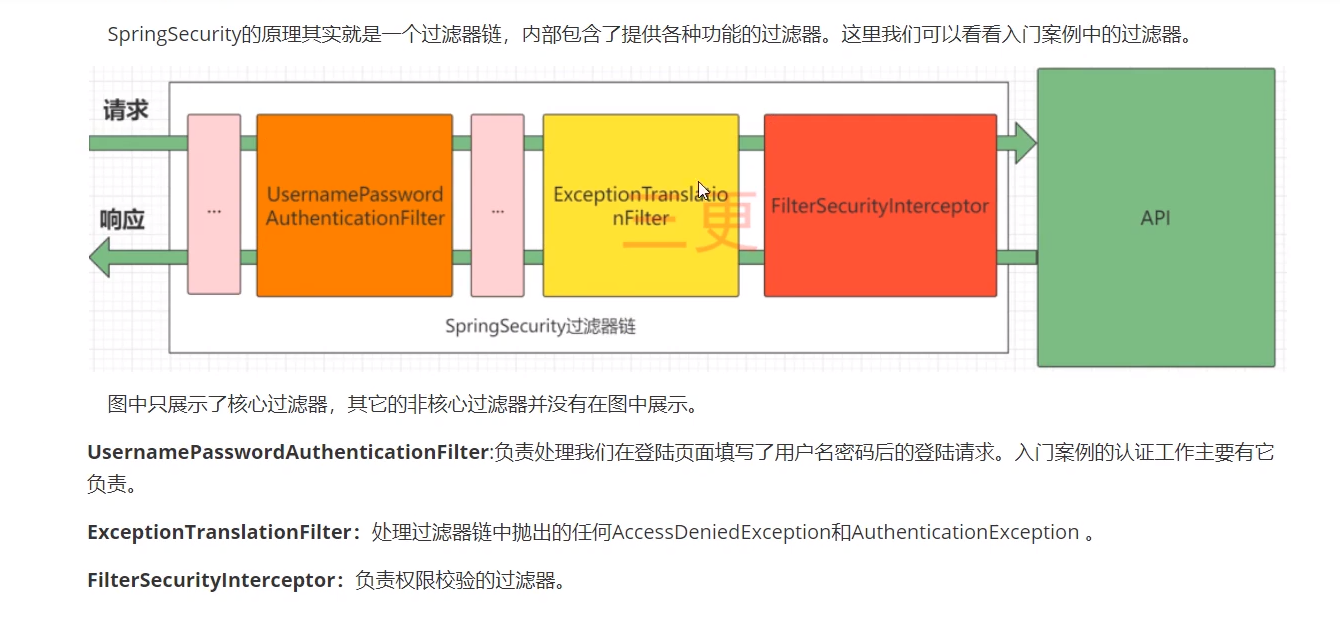 SpringSecurity的原理其实就是一个过滤器链，内部包含了提供各种功能的过滤器。这里我们可以看看入门案例中的过滤器。
请求
响应
...
UsernamePassword
AuthenticationFilter
...
ExceptionTranslatio
nFilter
三更
FilterSecurityInterceptor
API
SpringSecurity过滤器链
图中只展示了核心过滤器，其它的非核心过滤器并没有在图中展示。
UsernamePasswordAuthenticationFilter:负责处理我们在登陆页面填写了用户名密码后的登陆请求。入门案例的认证工作主要有它
负责。
ExceptionTranslationFilter：处理过滤器链中抛出的任何AccessDeniedException和AuthenticationException 。
FilterSecurityInterceptor：负责权限校验的过滤器。